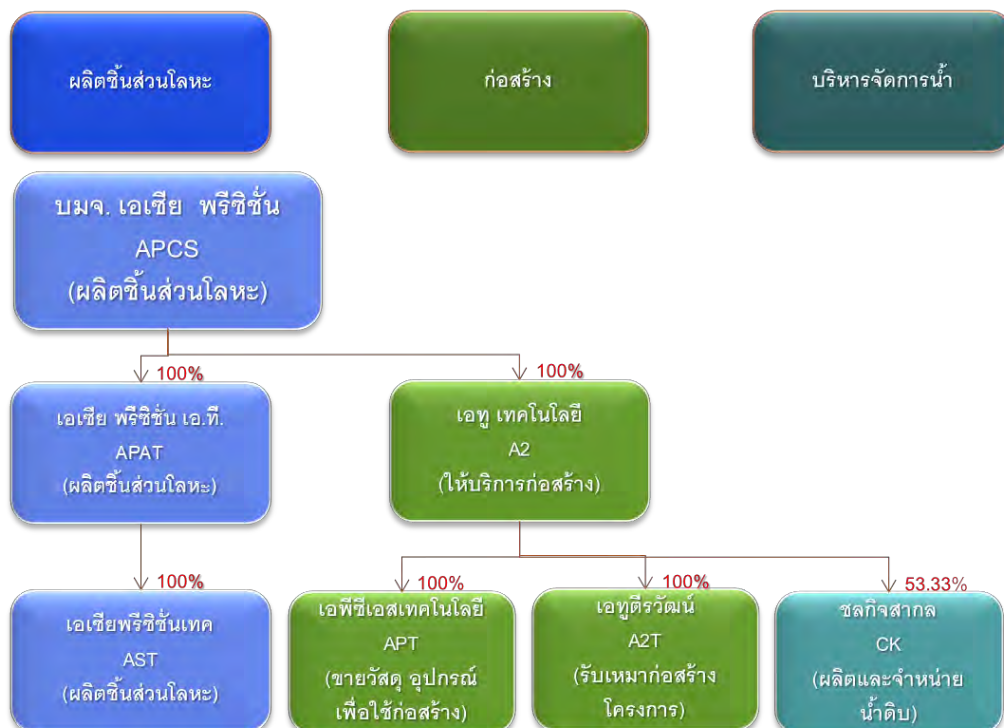 ผลิตชิ้นส่วนโลหะ
ก่อสร้าง
บริหารจัดการน้ำ
บมจ. เอเซีย พรีซิชั่น
APCS
(ผลิตชิ้นส่วนโลหะ)
100%
100%
เอเซีย พรีซิชั่น เอ.ที.
APAT
(ผลิตชิ้นส่วนโลหะ)
เอทู เทคโนโลยี
A2
(ให้บริการก่อสร้าง)
100%
100%
100%
53.33%
เอเซียพรีซิชั่นเทค
AST
(ผลิตชิ้นส่วนโลหะ)
เอพีซีเอสเทคโนโลยี
APT
(ขายวัสดุ อุปกรณ์
เพื่อใช้ก่อสร้าง)
เอทูตีรวัฒน์
A2T
(รับเหมาก่อสร้าง
โครงการ)
ชลกิจสากล
CK
(ผลิตและจำหน่าย
น้ำดิบ)